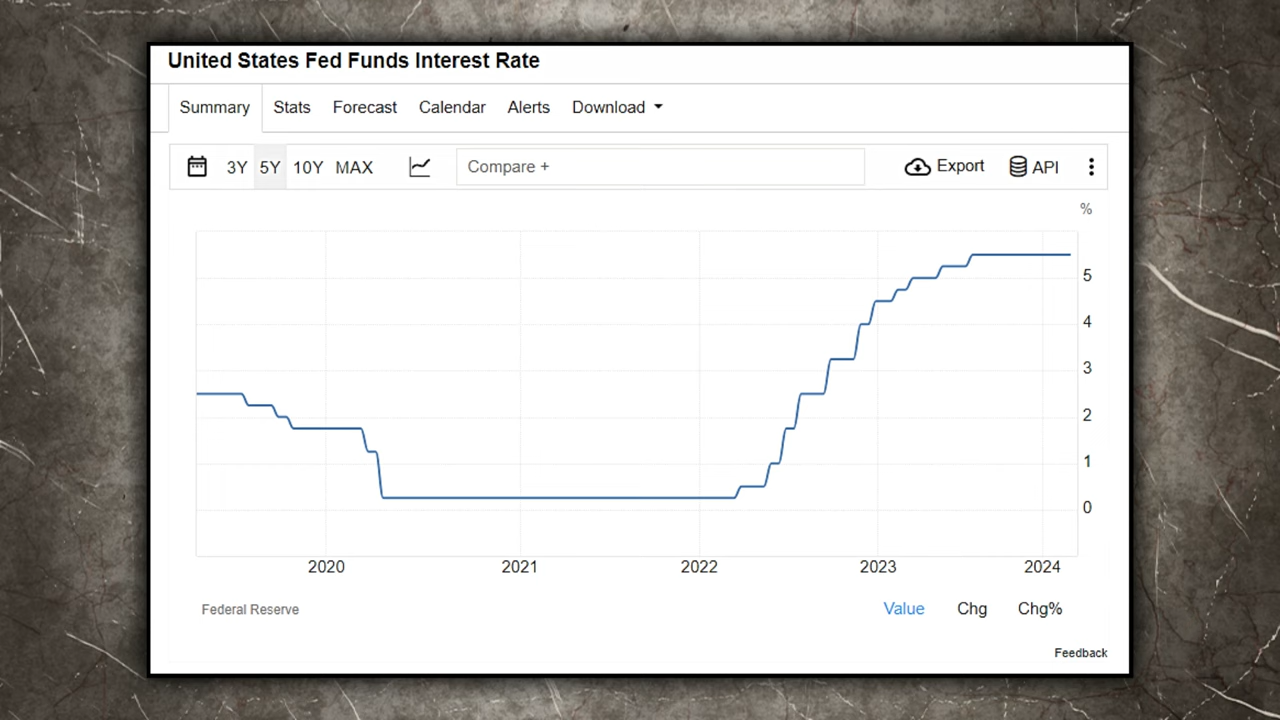 United States Fed Funds Interest Rate
Summary Stats Forecast Calendar Alerts Download
3Y 5Y 10Y MAX Compare + Export API
%
5
4
3
2
1
0
2020 2021 2022 2023 2024
Federal Reserve Value Chg Chg%
Feedback